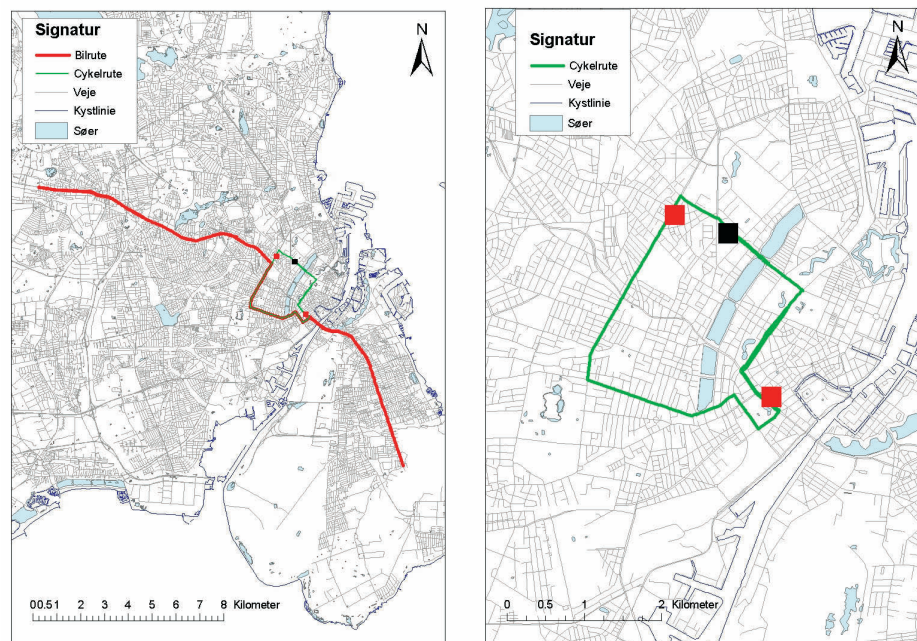 Signatur
Bilrute
Cykelrute
Veje
Kystlinie
Søer
N
00.51 2 3 4 5 6 7 8 Kilometer
Signatur
Cykelrute
Veje
Kystlinie
Søer
N
0 0.5 1 2 Kilometer